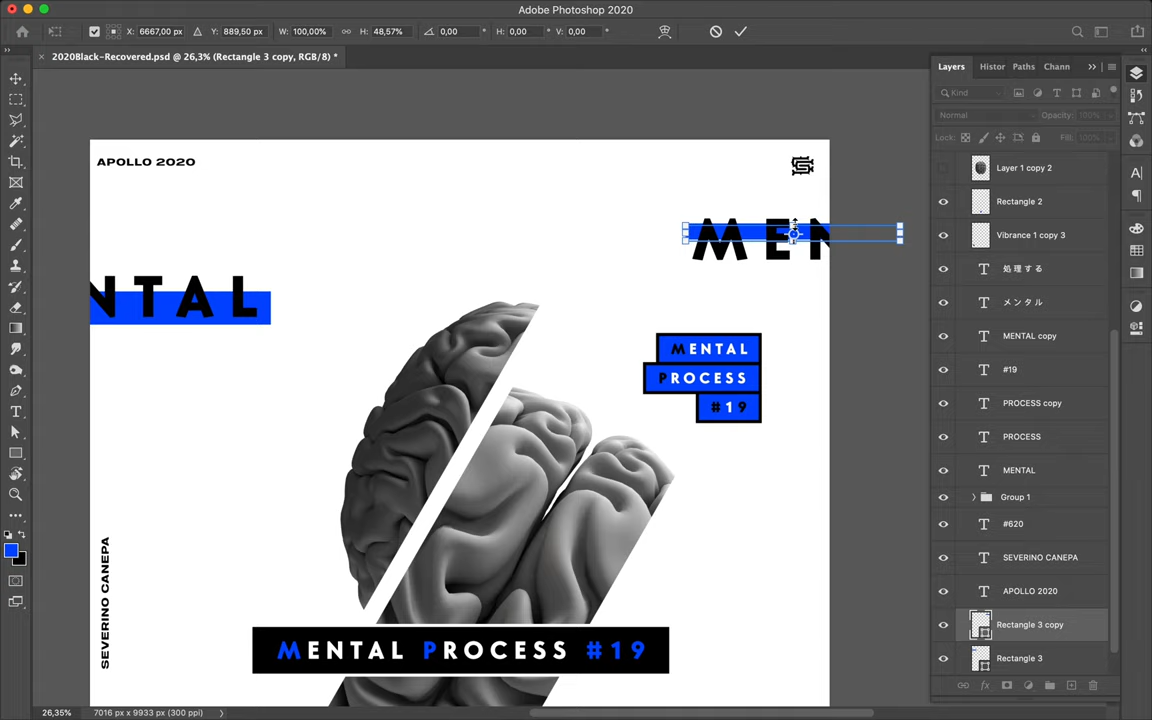 Adobe Photoshop 2020
X: 6667,00 px Y: 889,50 px W: 100,00% H: 48,57% 0,00 ° H: 0,00 ° V: 0,00 °
× 2020Black-Recovered.psd @ 26,3% (Rectangle 3 copy, RGB/8) *
APOLLO 2020
MEN
NTAL
MENTAL
PROCESS
#19
SEVERINO CANEPA
MENTAL PROCESS #19
Layers Histor Paths Chann
Kind
Normal Opacity: 100%
Lock: Fill: 100%
Layer 1 copy 2
Rectangle 2
Vibrance 1 copy 3
T 処理する
T メンタル
T MENTAL copy
T #19
T PROCESS copy
T PROCESS
T MENTAL
Group 1
T #620
T SEVERINO CANEPA
T APOLLO 2020
Rectangle 3 copy
Rectangle 3
fx
26,35% 7016 px x 9933 px (300 ppi)